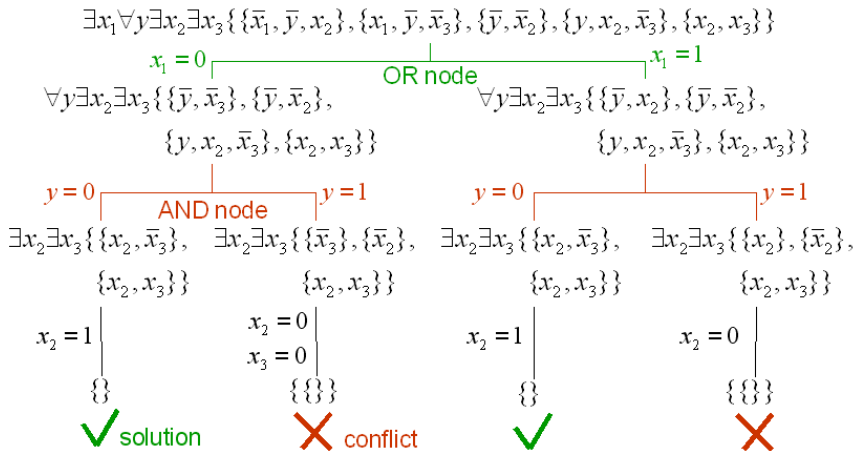 ∃x₁∀y∃x₂∃x₃{{x̄₁, ȳ, x₂}, {x₁, ȳ, x̄₃}, {ȳ, x̄₂}, {y, x₂, x̄₃}, {x₂, x₃}}
x₁ = 0 OR node x₁ = 1
∀y∃x₂∃x₃{{ȳ, x̄₃}, {ȳ, x̄₂}, ∀y∃x₂∃x₃{{ȳ, x₂}, {ȳ, x̄₂},
{y, x₂, x̄₃}, {x₂, x₃}} {y, x₂, x̄₃}, {x₂, x₃}}
y = 0 AND node y = 1 y = 0 y = 1
∃x₂∃x₃{{x₂, x̄₃}, ∃x₂∃x₃{{x̄₃}, {x̄₂}, ∃x₂∃x₃{{x₂, x̄₃}, ∃x₂∃x₃{{x₂}, {x̄₂},
{x₂, x₃}} {x₂, x₃}} {x₂, x₃}} {x₂, x₃}}
x₂ = 1 x₂ = 0 x₂ = 1 x₂ = 0
x₃ = 0
{} {{}} {} {{}}
solution conflict